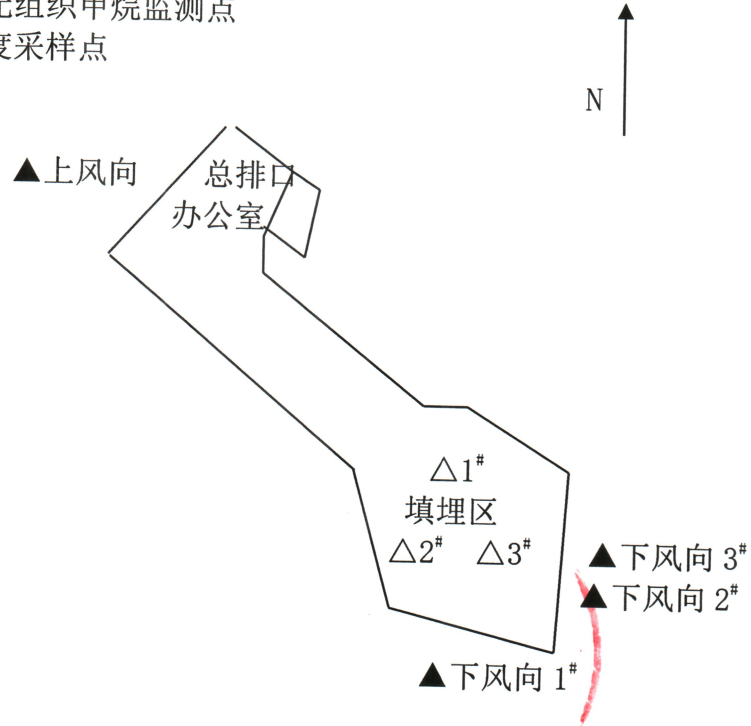 组织甲烷监测点
度采样点
N
▲上风向
总排口
办公室
△1#
填埋区
△2# △3#
▲下风向 3#
▲下风向 2#
▲下风向 1#